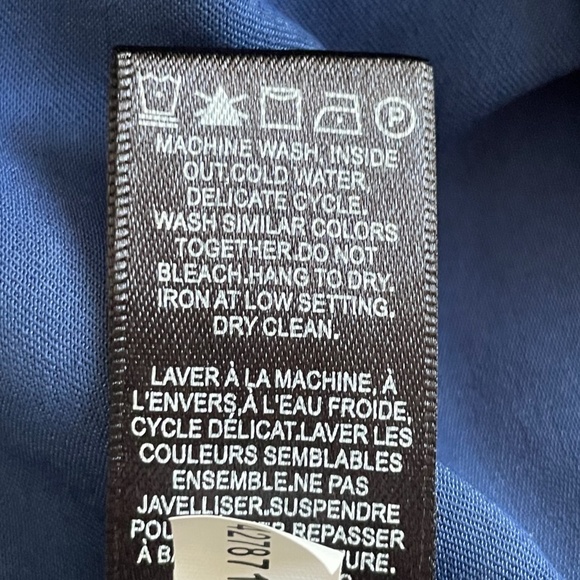 P
MACHINE WASH. INSIDE
OUT.COLD WATER,
DELICATE CYCLE.
WASH SIMILAR COLORS
TOGETHER.DO NOT
BLEACH.HANG TO DRY.
IRON AT LOW SETTING.
DRY CLEAN.
LAVER À LA MACHINE, À
L'ENVERS,À L'EAU FROIDE,
CYCLE DÉLICAT.LAVER LES
COULEURS SEMBLABLES
ENSEMBLE.NE PAS
JAVELLISER.SUSPENDRE
REPASSER